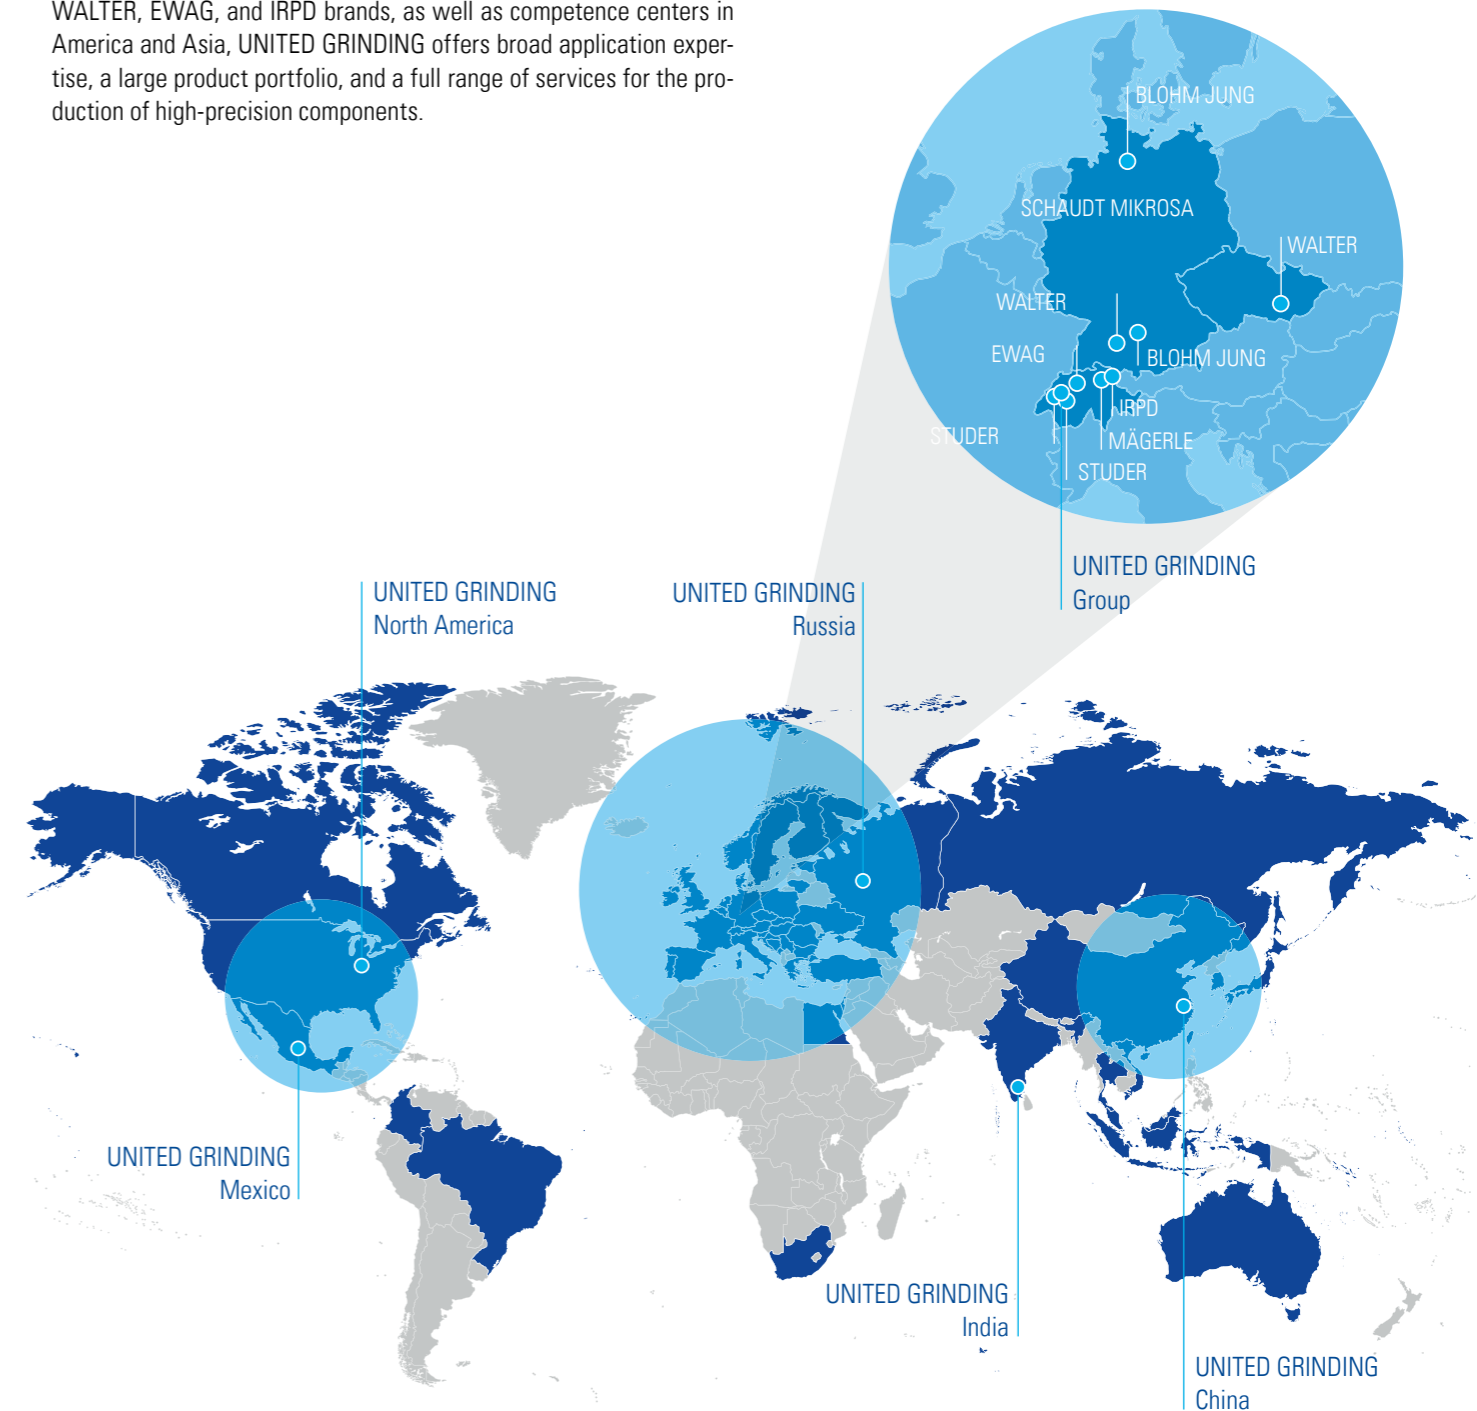 WALTER, EWAG, and IRPD brands, as well as competence centers in
America and Asia, UNITED GRINDING offers broad application exper-
tise, a large product portfolio, and a full range of services for the pro-
duction of high-precision components.
BLOHM JUNG
SCHAUDT MIKROSA
WALTER
WALTER
EWAG
BLOHM JUNG
IRPD
STUDER
MÄGERLE
STUDER
UNITED GRINDING
Group
UNITED GRINDING
North America
UNITED GRINDING
Russia
UNITED GRINDING
Mexico
UNITED GRINDING
India
UNITED GRINDING
China